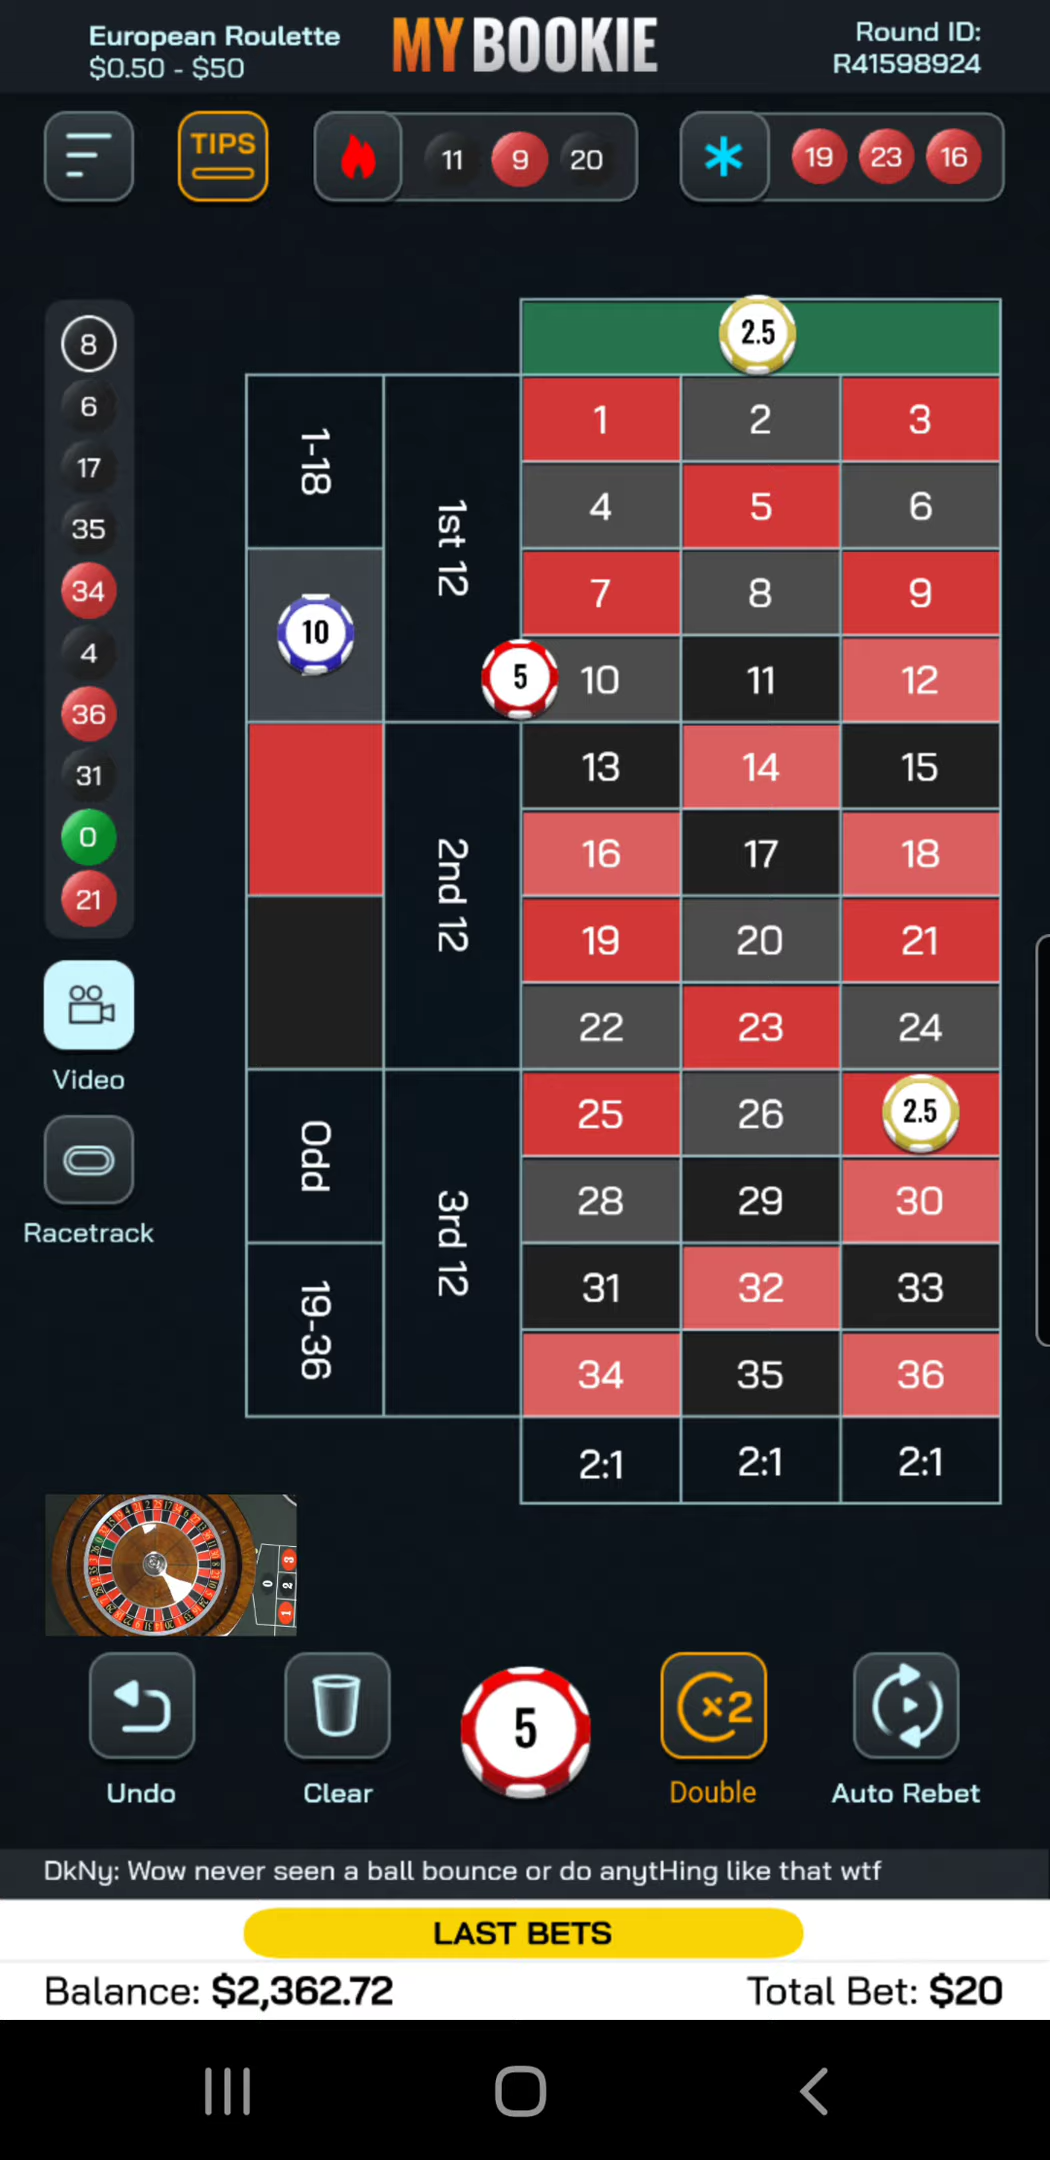 European Roulette
$0.50 - $50
MYBOOKIE
Round ID:
R41598924
TIPS
11 9 20
19 23 16
8
6
17
35
34
4
36
31
0
21
Video
Racetrack
2.5
1-18
1st 12
1 2 3
4 5 6
7 8 9
10
5
10 11 12
2nd 12
13 14 15
16 17 18
19 20 21
22 23 24
Odd
3rd 12
25 26 2.5
28 29 30
19-36
31 32 33
34 35 36
2:1 2:1 2:1
0 1 2 3
Undo
Clear
5
×2
Double
Auto Rebet
DkNy: Wow never seen a ball bounce or do anytHing like that wtf
LAST BETS
Balance: $2,362.72
Total Bet: $20